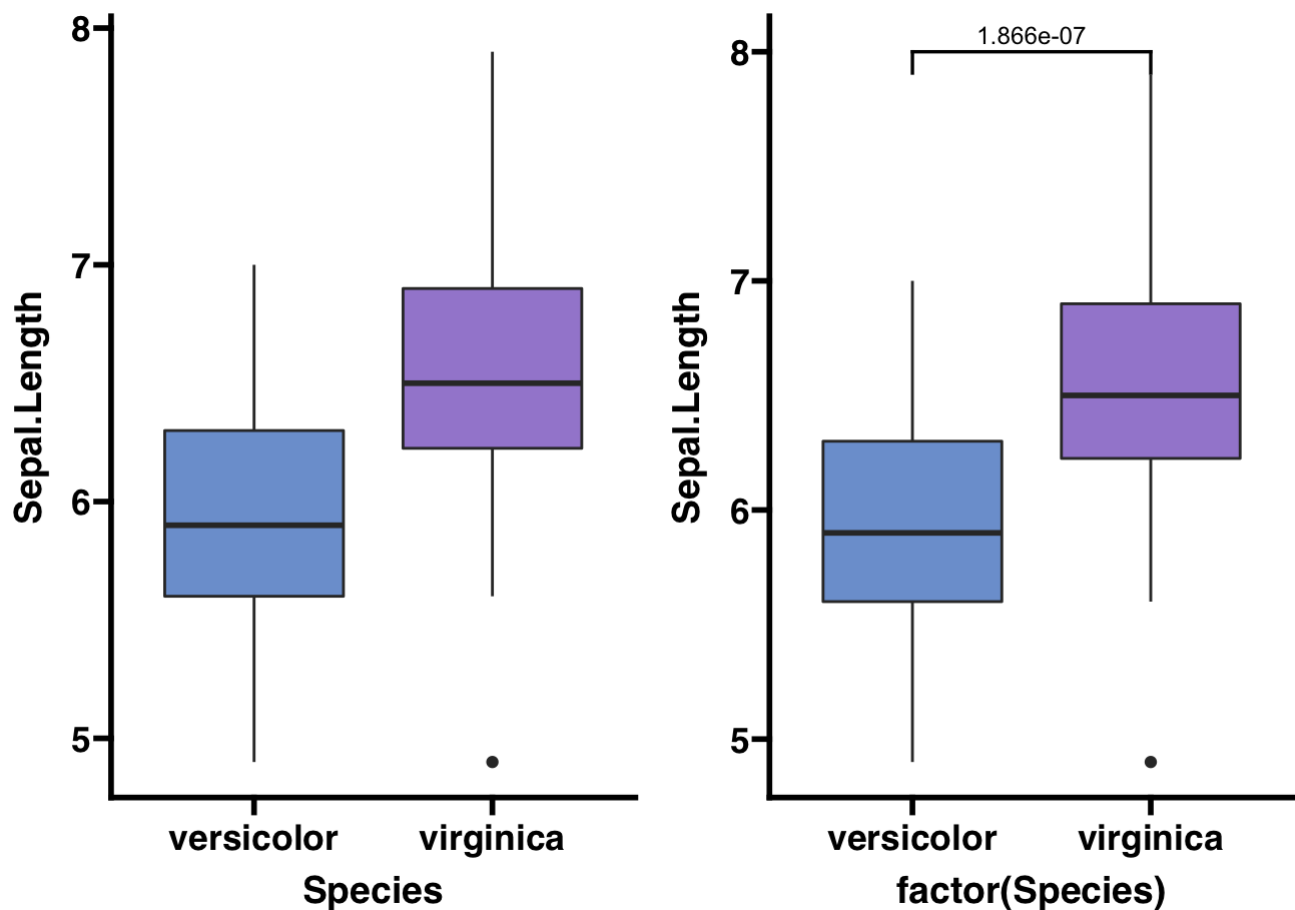 8
7
6
5
Sepal.Length
versicolor virginica
Species
1.866e-07
8
7
6
5
Sepal.Length
versicolor virginica
factor(Species)